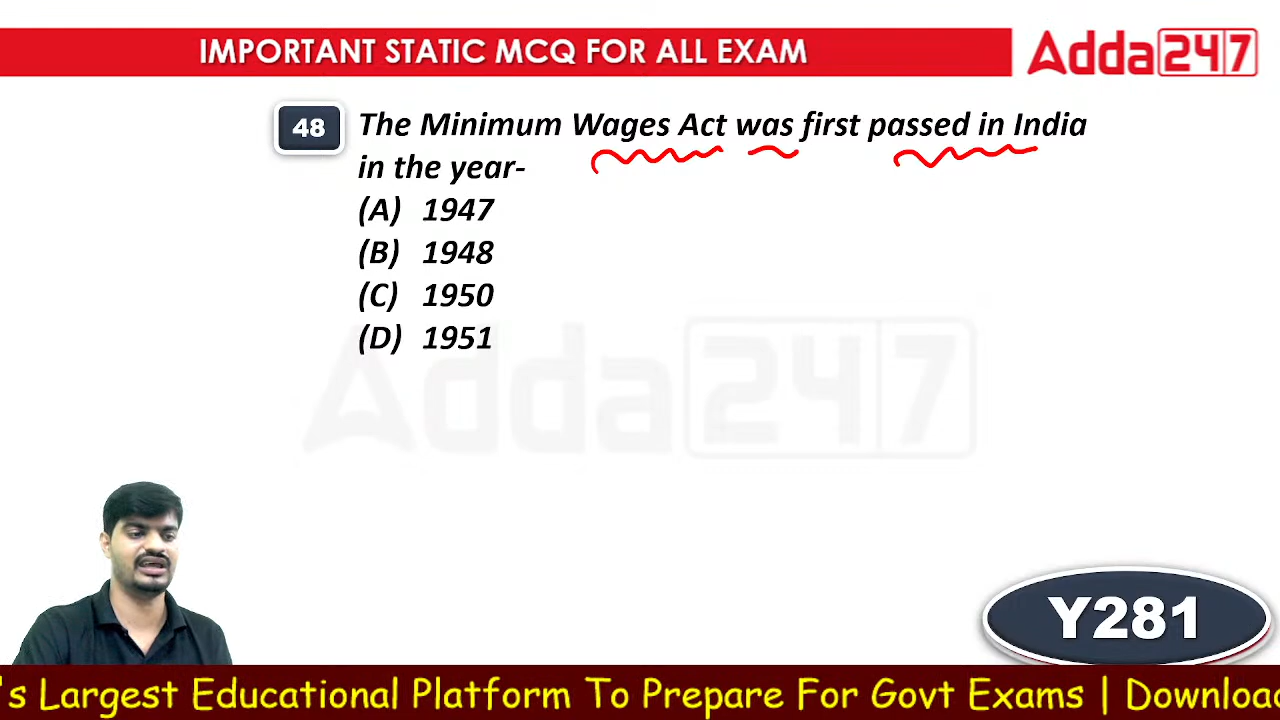 IMPORTANT STATIC MCQ FOR ALL EXAM
Adda247
48 The Minimum Wages Act was first passed in India
in the year-
(A) 1947
(B) 1948
(C) 1950
(D) 1951
Adda247
Y281
's Largest Educational Platform To Prepare For Govt Exams | Download